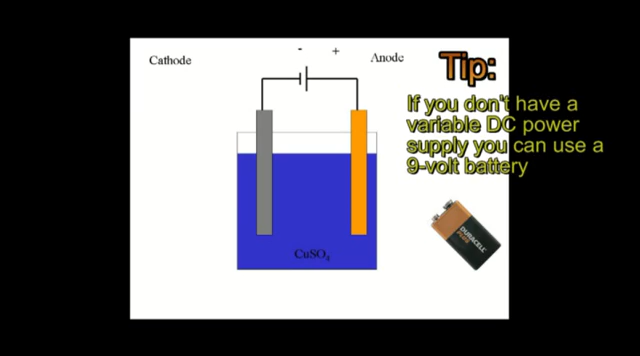 - +
Cathode
Anode
Tip:
If you don't have a
variable DC power
supply you can use a
9-volt battery
DURACELL
CuSO₄